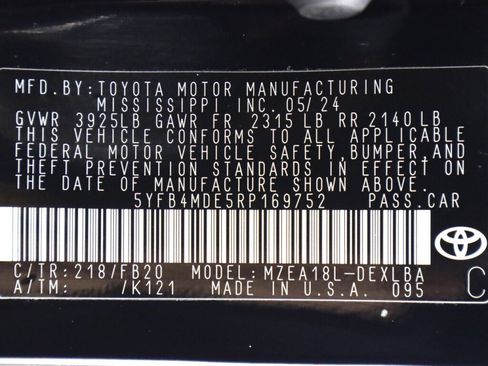 MFD.BY:TOYOTA MOTOR MANUFACTURING
MISSISSIPPI INC. 05/24
GVWR 3925LB GAWR FR 2315 LB RR 2140 LB
THIS VEHICLE CONFORMS TO ALL APPLICABLE
FEDERAL MOTOR VEHICLE SAFETY, BUMPER, AND
THEFT PREVENTION STANDARDS IN EFFECT ON
THE DATE OF MANUFACTURE SHOWN ABOVE.
5YFB4MDE5RP169752 PASS.CAR
C/TR: 218/FB20 MODEL: MZEA18L-DEXLBA
A/TM: /K121 MADE IN U.S.A. 095 C